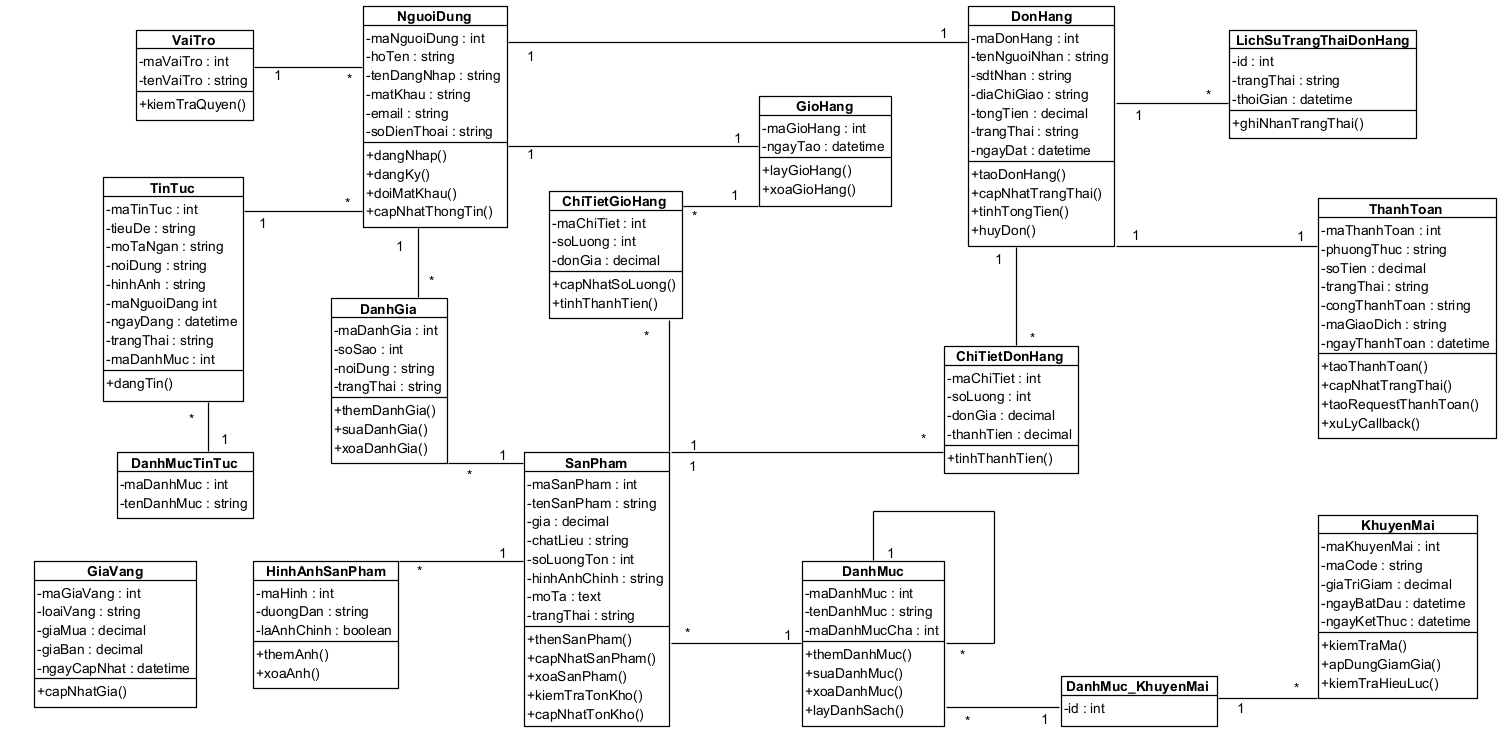 VaiTro
-maVaiTro : int
-tenVaiTro : string
+kiemTraQuyen()
1
*
NguoiDung
-maNguoiDung : int
-hoTen : string
-tenDangNhap : string
-matKhau : string
-email : string
-soDienThoai : string
+dangNhap()
+dangKy()
+doiMatKhau()
+capNhatThongTin()
1
1
1
1
DonHang
-maDonHang : int
-tenNguoiNhan : string
-sdtNhan : string
-diaChiGiao : string
-tongTien : decimal
-trangThai : string
-ngayDat : datetime
+taoDonHang()
+capNhatTrangThai()
+tinhTongTien()
+huyDon()
1
*
LichSuTrangThaiDonHang
-id : int
-trangThai : string
-thoiGian : datetime
+ghiNhanTrangThai()
GioHang
-maGioHang : int
-ngayTao : datetime
+layGioHang()
+xoaGioHang()
1
*
ChiTietGioHang
-maChiTiet : int
-soLuong : int
-donGia : decimal
+capNhatSoLuong()
+tinhThanhTien()
*
TinTuc
-maTinTuc : int
-tieuDe : string
-moTaNgan : string
-noiDung : string
-hinhAnh : string
-maNguoiDang int
-ngayDang : datetime
-trangThai : string
-maDanhMuc : int
+dangTin()
1
*
*
1
DanhMucTinTuc
-maDanhMuc : int
-tenDanhMuc : string
1
*
DanhGia
-maDanhGia : int
-soSao : int
-noiDung : string
-trangThai : string
+themDanhGia()
+suaDanhGia()
+xoaDanhGia()
*
1
1
1
ThanhToan
-maThanhToan : int
-phuongThuc : string
-soTien : decimal
-trangThai : string
-congThanhToan : string
-maGiaoDich : string
-ngayThanhToan : datetime
+taoThanhToan()
+capNhatTrangThai()
+taoRequestThanhToan()
+xuLyCallback()
1
*
ChiTietDonHang
-maChiTiet : int
-soLuong : int
-donGia : decimal
-thanhTien : decimal
+tinhThanhTien()
1
*
1
SanPham
-maSanPham : int
-tenSanPham : string
-gia : decimal
-chatLieu : string
-soLuongTon : int
-hinhAnhChinh : string
-moTa : text
-trangThai : string
+thenSanPham()
+capNhatSanPham()
+xoaSanPham()
+kiemTraTonKho()
+capNhatTonKho()
GiaVang
-maGiaVang : int
-loaiVang : string
-giaMua : decimal
-giaBan : decimal
-ngayCapNhat : datetime
+capNhatGia()
HinhAnhSanPham
-maHinh : int
-duongDan : string
-laAnhChinh : boolean
+themAnh()
+xoaAnh()
*
1
*
1
DanhMuc
-maDanhMuc : int
-tenDanhMuc : string
-maDanhMucCha : int
+themDanhMuc()
+suaDanhMuc()
+xoaDanhMuc()
+layDanhSach()
1
*
*
1
DanhMuc_KhuyenMai
-id : int
1
*
KhuyenMai
-maKhuyenMai : int
-maCode : string
-giaTriGiam : decimal
-ngayBatDau : datetime
-ngayKetThuc : datetime
+kiemTraMa()
+apDungGiamGia()
+kiemTraHieuLuc()